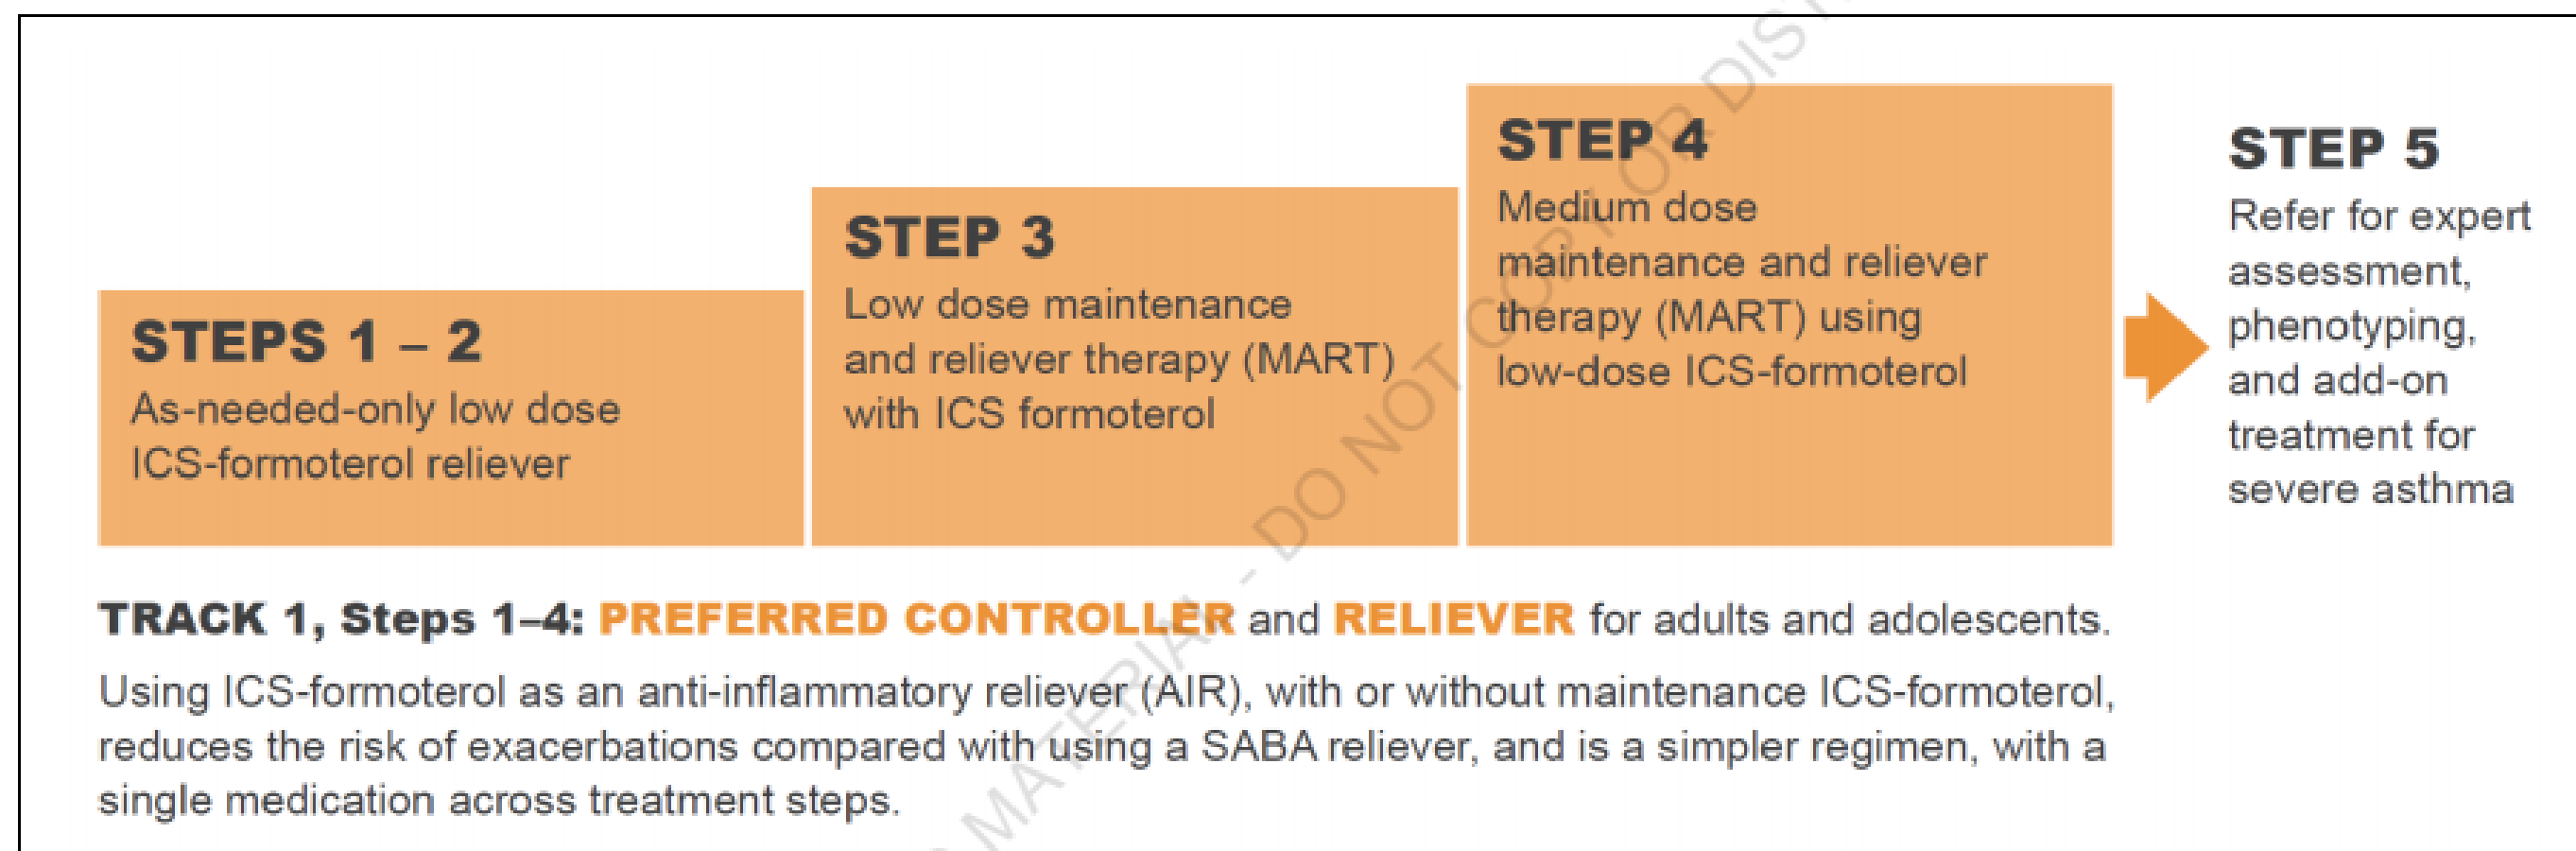 STEPS 1 – 2
As-needed-only low dose
ICS-formoterol reliever
STEP 3
Low dose maintenance
and reliever therapy (MART)
with ICS formoterol
STEP 4
Medium dose
maintenance and reliever
therapy (MART) using
low-dose ICS-formoterol
STEP 5
Refer for expert
assessment,
phenotyping,
and add-on
treatment for
severe asthma
TRACK 1, Steps 1–4: PREFERRED CONTROLLER and RELIEVER for adults and adolescents.
Using ICS-formoterol as an anti-inflammatory reliever (AIR), with or without maintenance ICS-formoterol,
reduces the risk of exacerbations compared with using a SABA reliever, and is a simpler regimen, with a
single medication across treatment steps.
MATERIAL - DO NOT COPY OR